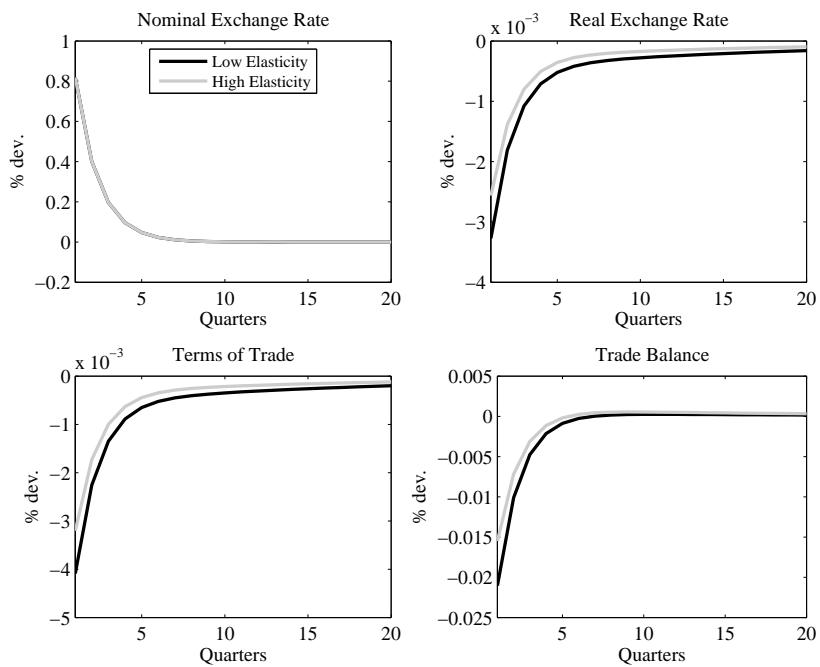 Nominal Exchange Rate
1
0.8
0.6
0.4
0.2
0
−0.2
% dev.
Low Elasticity
High Elasticity
5 10 15 20
Quarters
Real Exchange Rate
x 10−3
0
−1
−2
−3
−4
% dev.
5 10 15 20
Quarters
Terms of Trade
x 10−3
0
−1
−2
−3
−4
−5
% dev.
5 10 15 20
Quarters
Trade Balance
0.005
0
−0.005
−0.01
−0.015
−0.02
−0.025
% dev.
5 10 15 20
Quarters